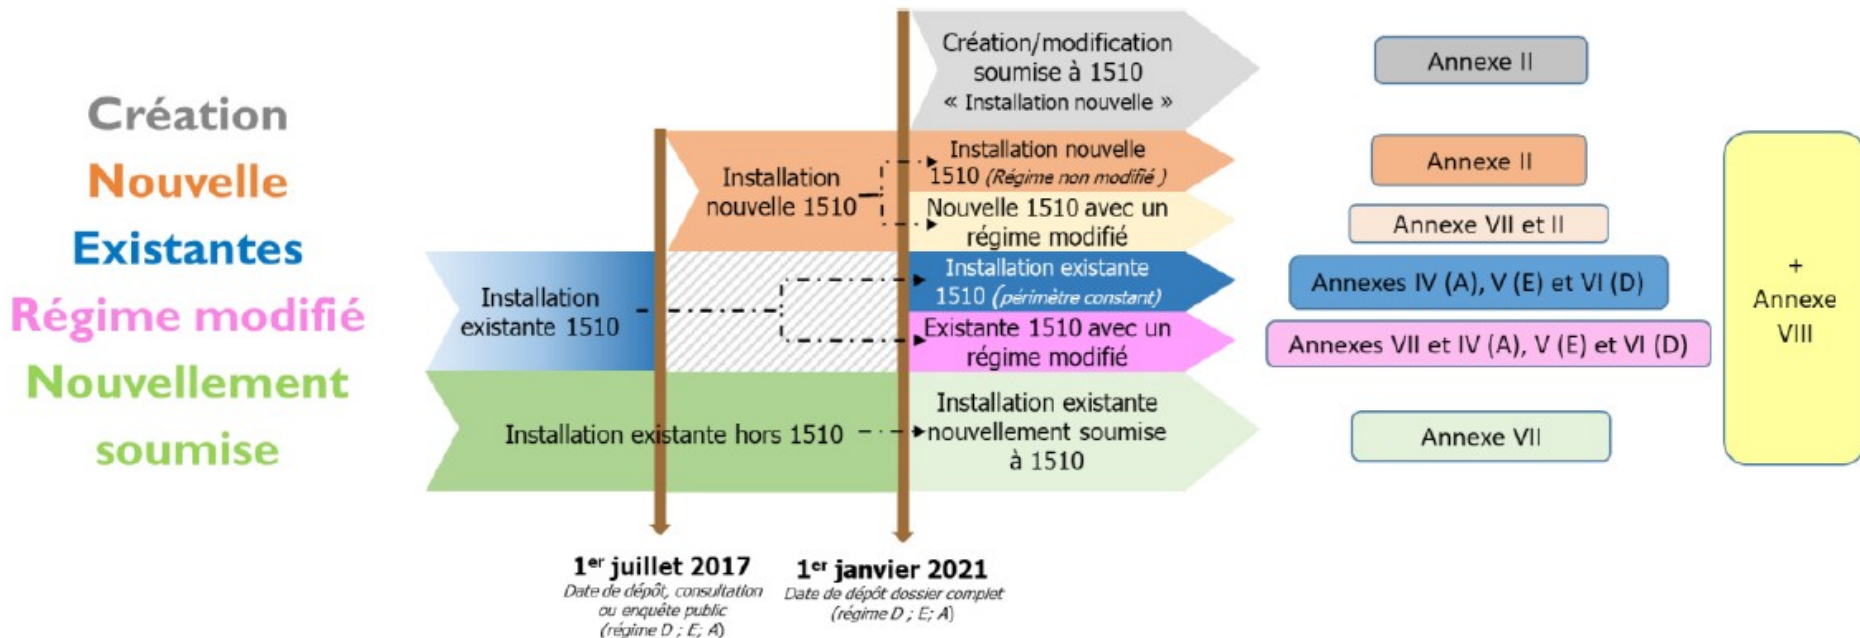 Création
Nouvelle
Existantes
Régime modifié
Nouvellement
soumise
Création/modification
soumise à 1510
« Installation nouvelle »
Installation
nouvelle 1510
Installation nouvelle
1510 (Régime non modifié )
Nouvelle 1510 avec un
régime modifié
Installation
existante 1510
Installation existante
1510 (périmètre constant)
Existante 1510 avec un
régime modifié
Installation existante hors 1510
Installation existante
nouvellement soumise
à 1510
1er juillet 2017
Date de dépôt, consultation
ou enquête public
(régime D ; E; A)
1er janvier 2021
Date de dépôt dossier complet
(régime D ; E; A)
Annexe II
Annexe II
Annexe VII et II
Annexes IV (A), V (E) et VI (D)
Annexes VII et IV (A), V (E) et VI (D)
Annexe VII
+
Annexe
VIII